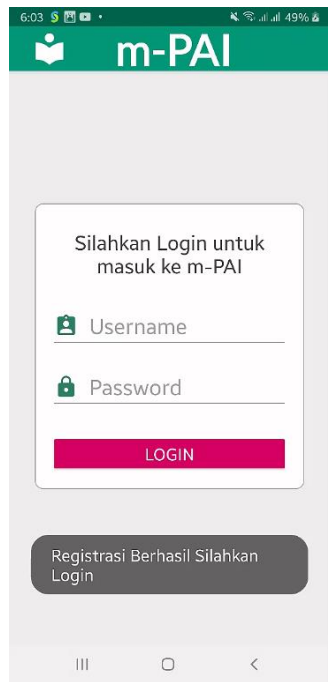 6:03
49%
m-PAI
Silahkan Login untuk
masuk ke m-PAI
Username
Password
LOGIN
Registrasi Berhasil Silahkan
Login